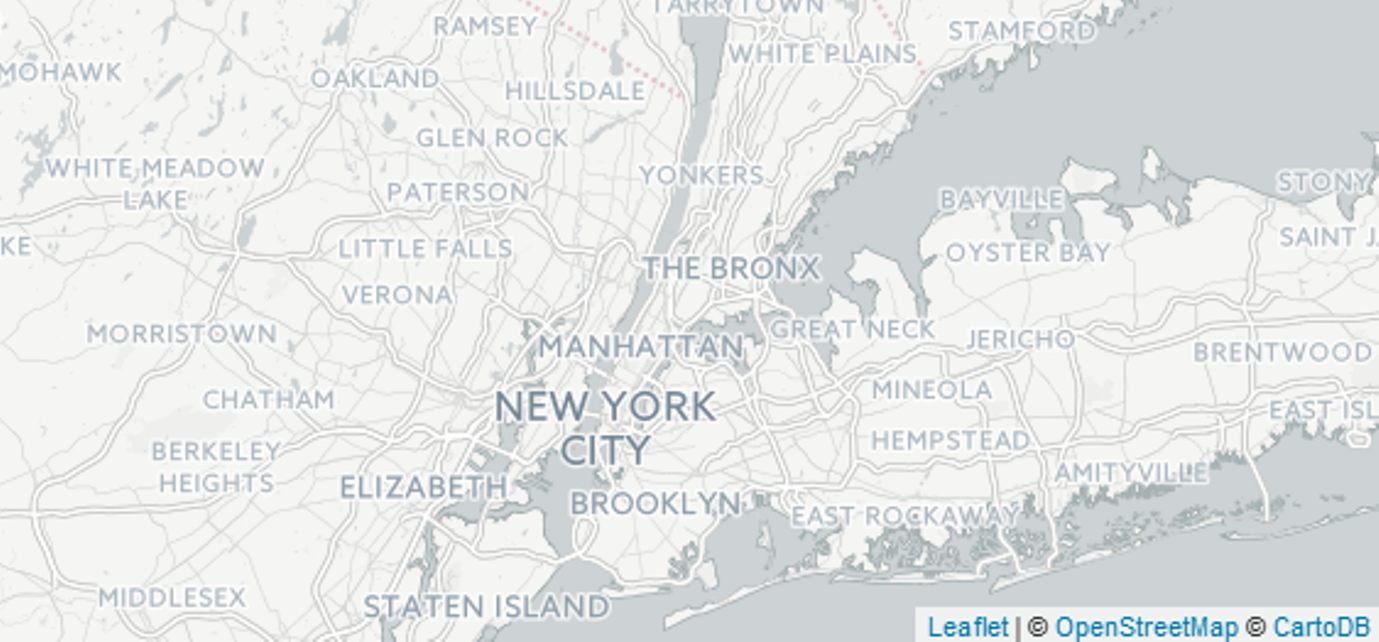 TARRYTOWN
RAMSEY
STAMFORD
WHITE PLAINS
MOHAWK
OAKLAND
HILLSDALE
GLEN ROCK
WHITE MEADOW
LAKE
YONKERS
PATERSON
STONY
BAYVILLE
KE
LITTLE FALLS
SAINT J
OYSTER BAY
THE BRONX
VERONA
MORRISTOWN
MANHATTAN
GREAT NECK
JERICHO
BRENTWOOD
CHATHAM
MINEOLA
NEW YORK
CITY
EAST ISL
BERKELEY
HEIGHTS
HEMPSTEAD
AMITYVILLE
ELIZABETH
BROOKLYN
EAST ROCKAWAY
MIDDLESEX
STATEN ISLAND
Leaflet | © OpenStreetMap © CartoDB